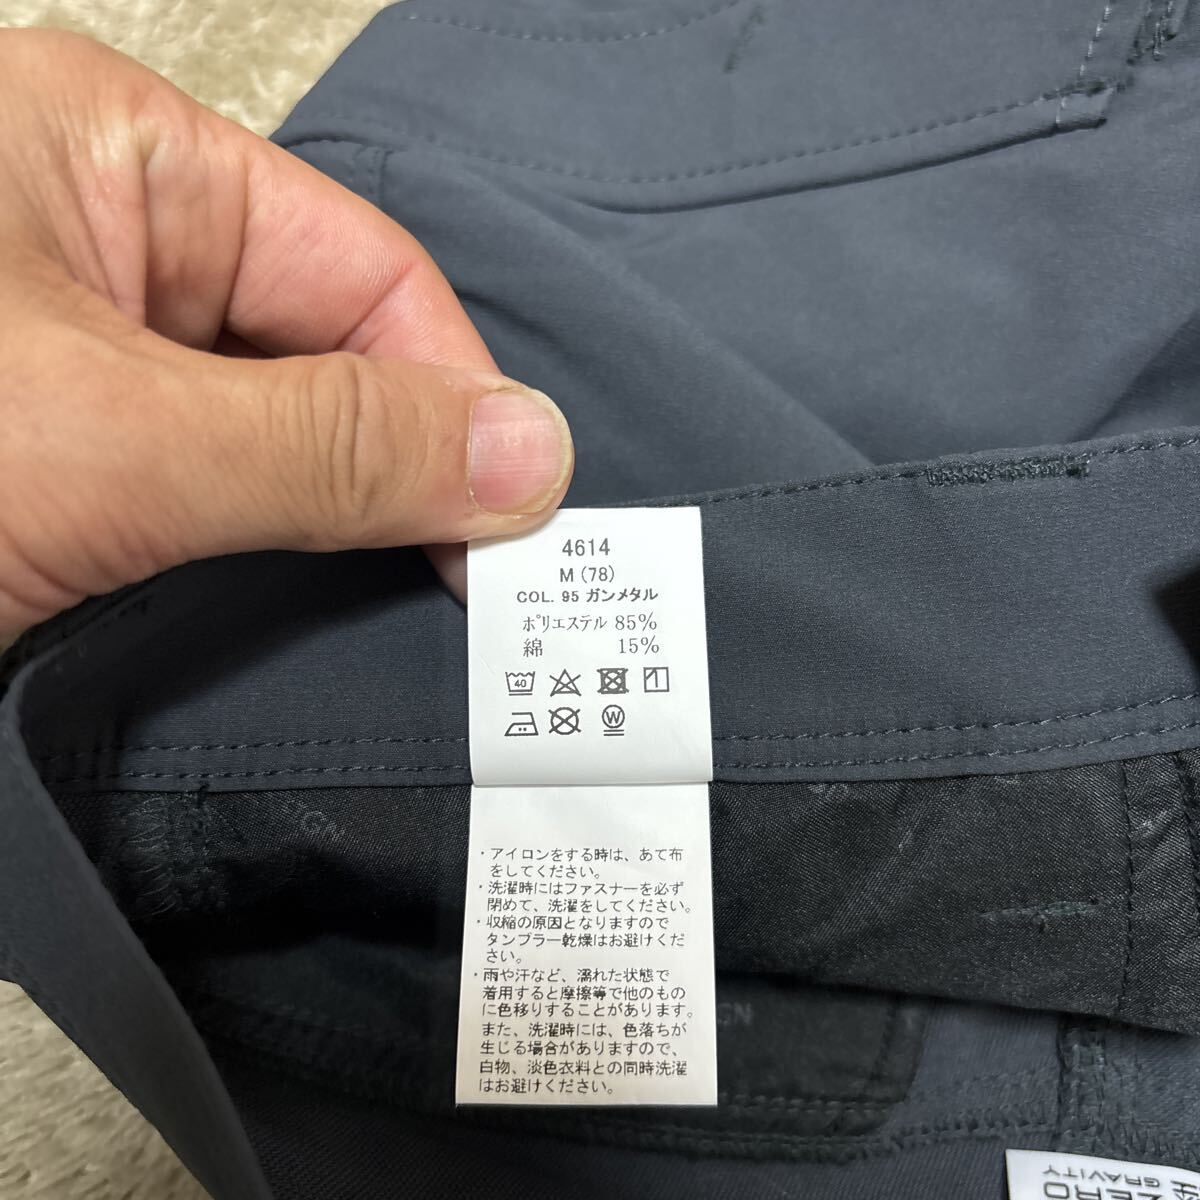 4614
M(78)
COL. 95 ガンメタル
ポリエステル 85%
綿 15%
40
W
・アイロンをする時は、あて布
をしてください。
・洗濯時にはファスナーを必ず
閉めて、洗濯をしてください。
・収縮の原因となりますので
タンブラー乾燥はお避けくだ
さい。
・雨や汗など、濡れた状態で
着用すると摩擦等で他のもの
に色移りすることがあります。
また、洗濯時には、色落ちが
生じる場合がありますので、
白物、淡色衣料との同時洗濯
はお避けください。
GN
GN
ZERO
GRAVITY